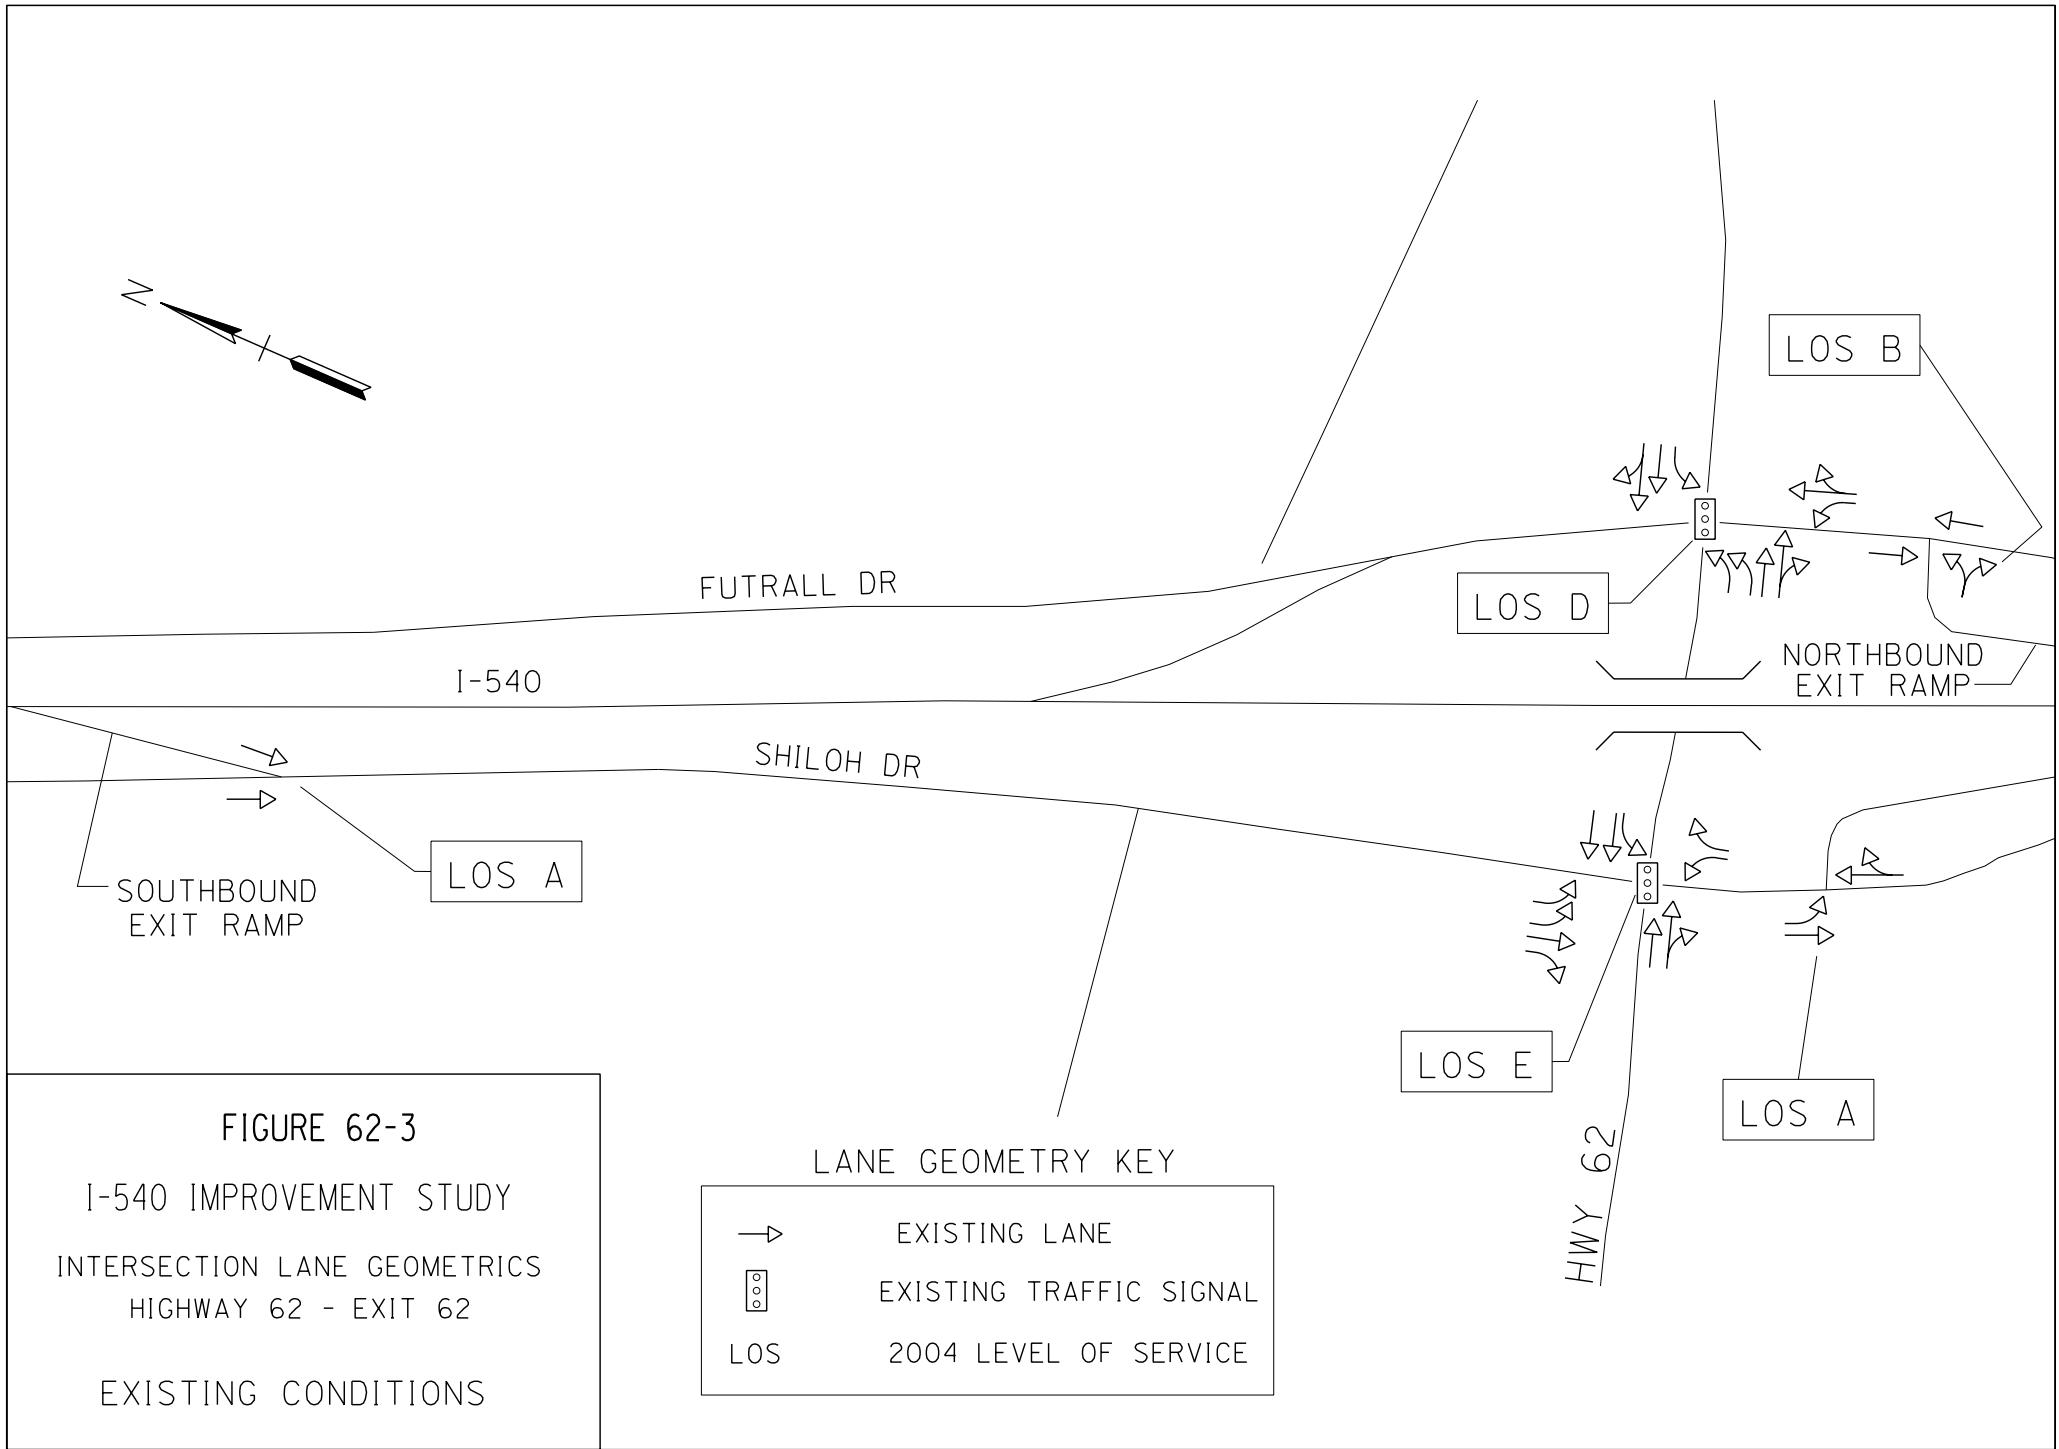 N
LOS B
FUTRALL DR
LOS D
I-540
NORTHBOUND
EXIT RAMP
SHILOH DR
LOS A
SOUTHBOUND
EXIT RAMP
LOS E
LOS A
HWY 62
FIGURE 62-3
I-540 IMPROVEMENT STUDY
INTERSECTION LANE GEOMETRICS
HIGHWAY 62 - EXIT 62
EXISTING CONDITIONS
LANE GEOMETRY KEY
EXISTING LANE
EXISTING TRAFFIC SIGNAL
LOS 2004 LEVEL OF SERVICE